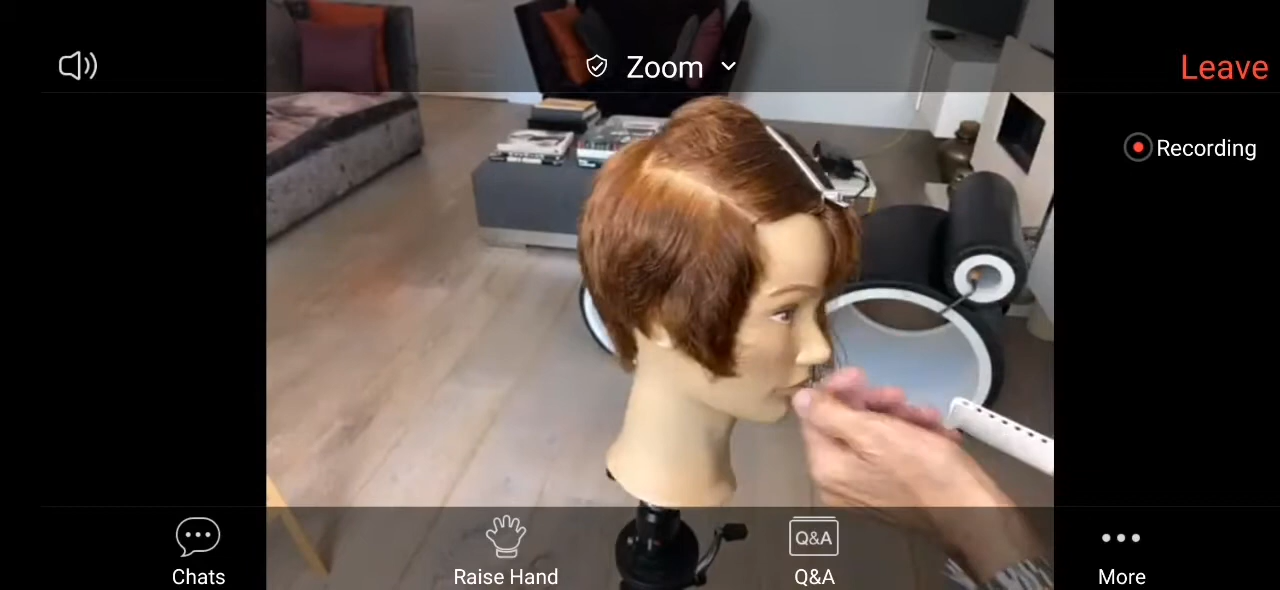 Zoom
Leave
Recording
Chats
Raise Hand
Q&A
Q&A
More